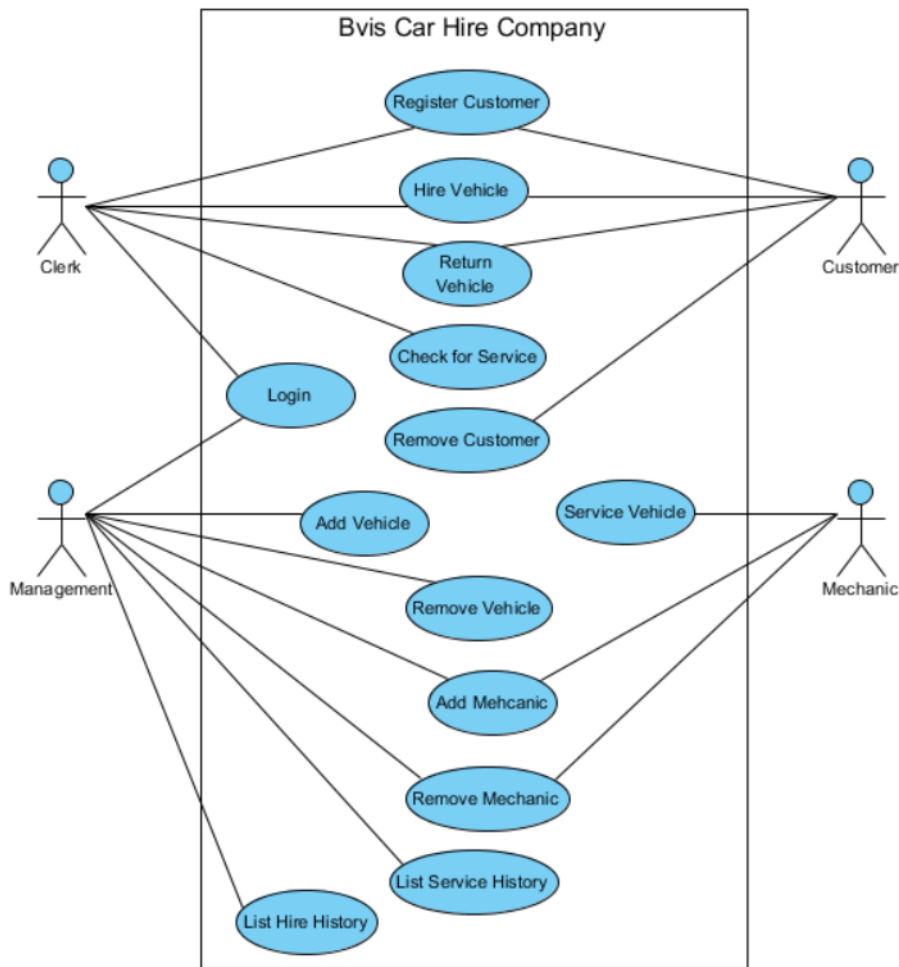 Bvis Car Hire Company
Register Customer
Hire Vehicle
Clerk
Customer
Return
Vehicle
Check for Service
Login
Remove Customer
Add Vehicle
Service Vehicle
Management
Mechanic
Remove Vehicle
Add Mehcanic
Remove Mechanic
List Service History
List Hire History